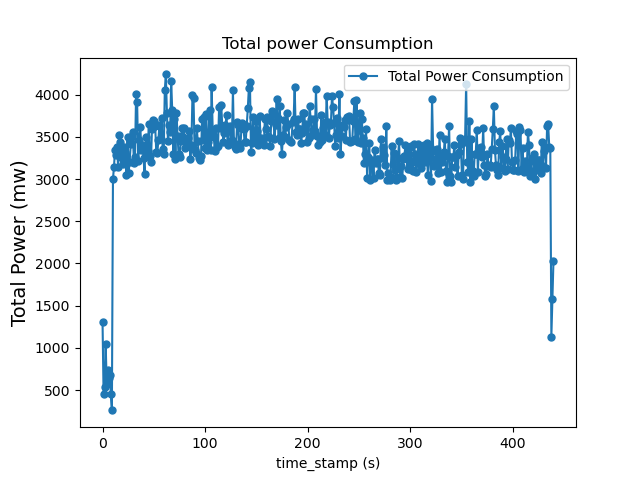 Total power Consumption
Total Power Consumption
Total Power (mw)
4000
3500
3000
2500
2000
1500
1000
500
0 100 200 300 400
time_stamp (s)